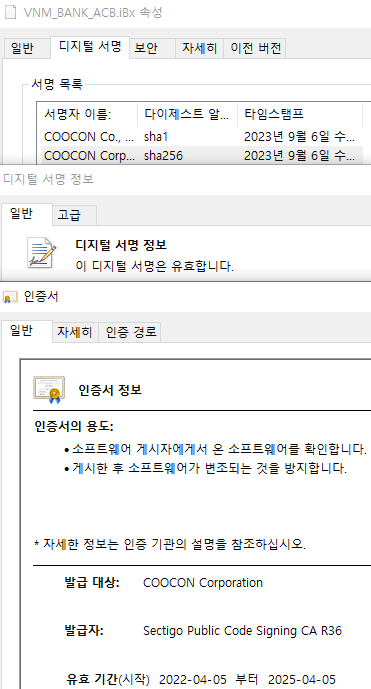 VNM_BANK_ACB.iBx 속성
일반 디지털 서명 보안 자세히 이전 버전
서명 목록
서명자 이름: 다이제스트 알... 타임스탬프
COOCON Co., ... sha1 2023년 9월 6일 수...
COOCON Corp... sha256 2023년 9월 6일 수...
디지털 서명 정보
일반 고급
디지털 서명 정보
이 디지털 서명은 유효합니다.
인증서
일반 자세히 인증 경로
인증서 정보
인증서의 용도:
• 소프트웨어 게시자에게서 온 소프트웨어를 확인합니다.
• 게시한 후 소프트웨어가 변조되는 것을 방지합니다.
* 자세한 정보는 인증 기관의 설명을 참조하십시오.
발급 대상: COOCON Corporation
발급자: Sectigo Public Code Signing CA R36
유효 기간(시작) 2022-04-05 부터 2025-04-05